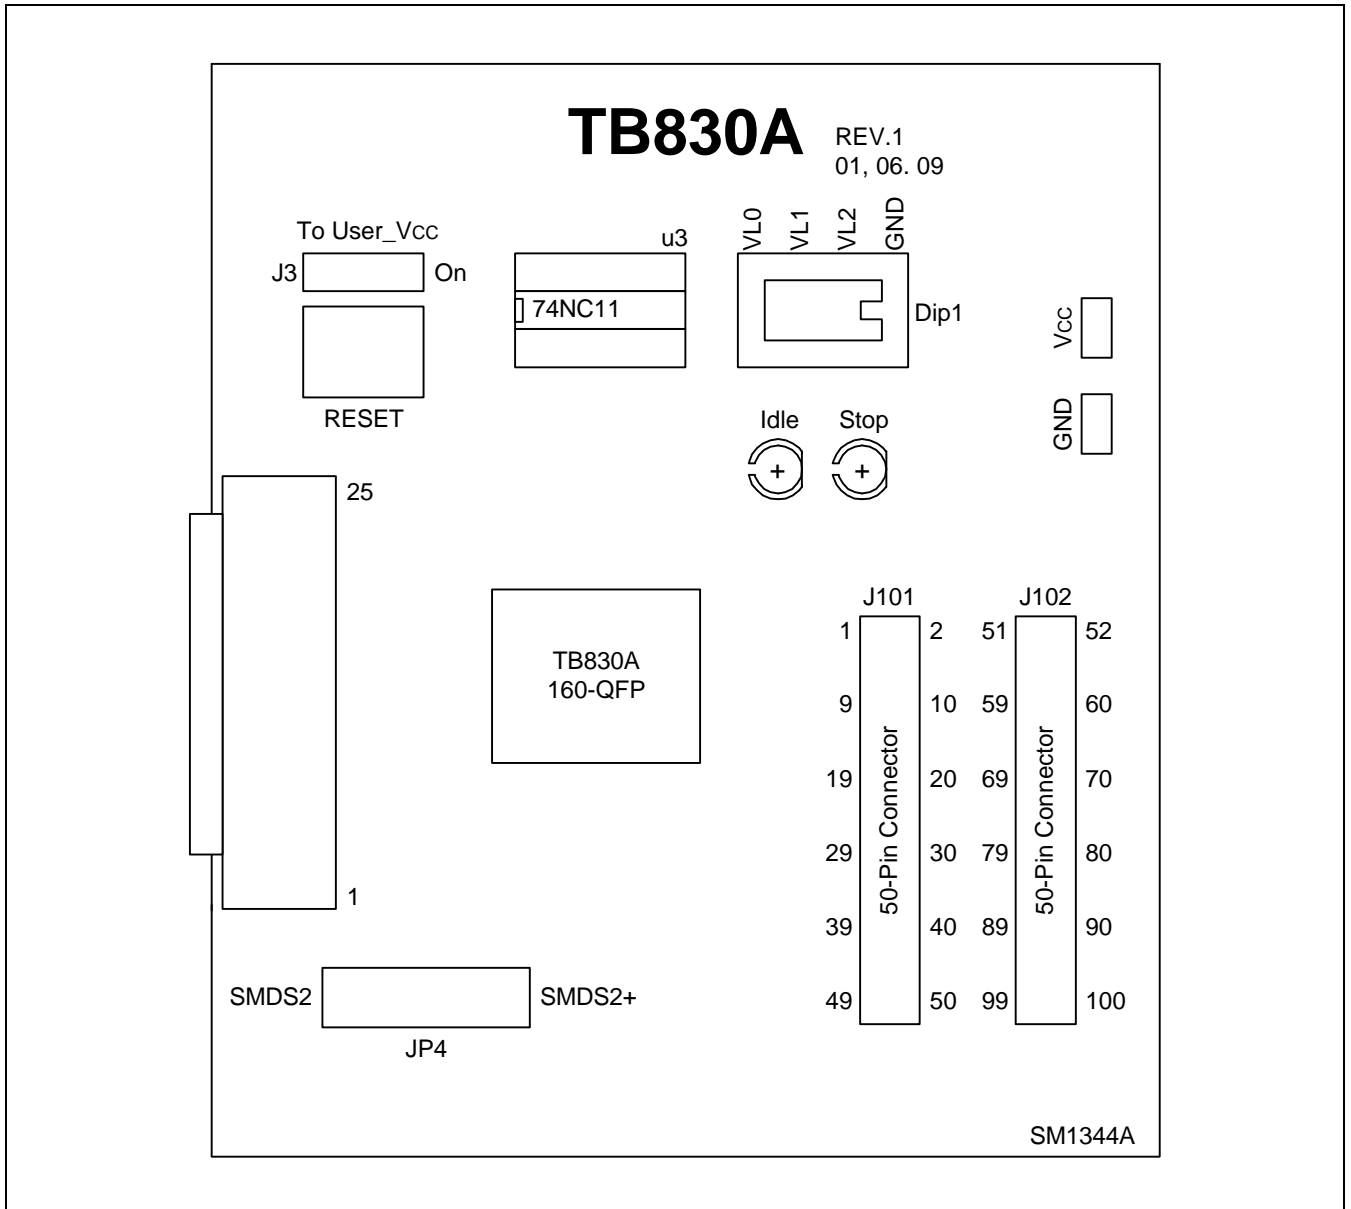 TB830A
REV.1
01, 06. 09
To User_Vcc
J3
On
RESET
u3
74NC11
VL0
VL1
VL2
GND
Dip1
Vcc
GND
Idle
Stop
25
1
TB830A
160-QFP
J101
J102
1 2 51 52
9 10 59 60
19 20 69 70
29 30 79 80
39 40 89 90
49 50 99 100
50-Pin Connector
50-Pin Connector
SMDS2
SMDS2+
JP4
SM1344A